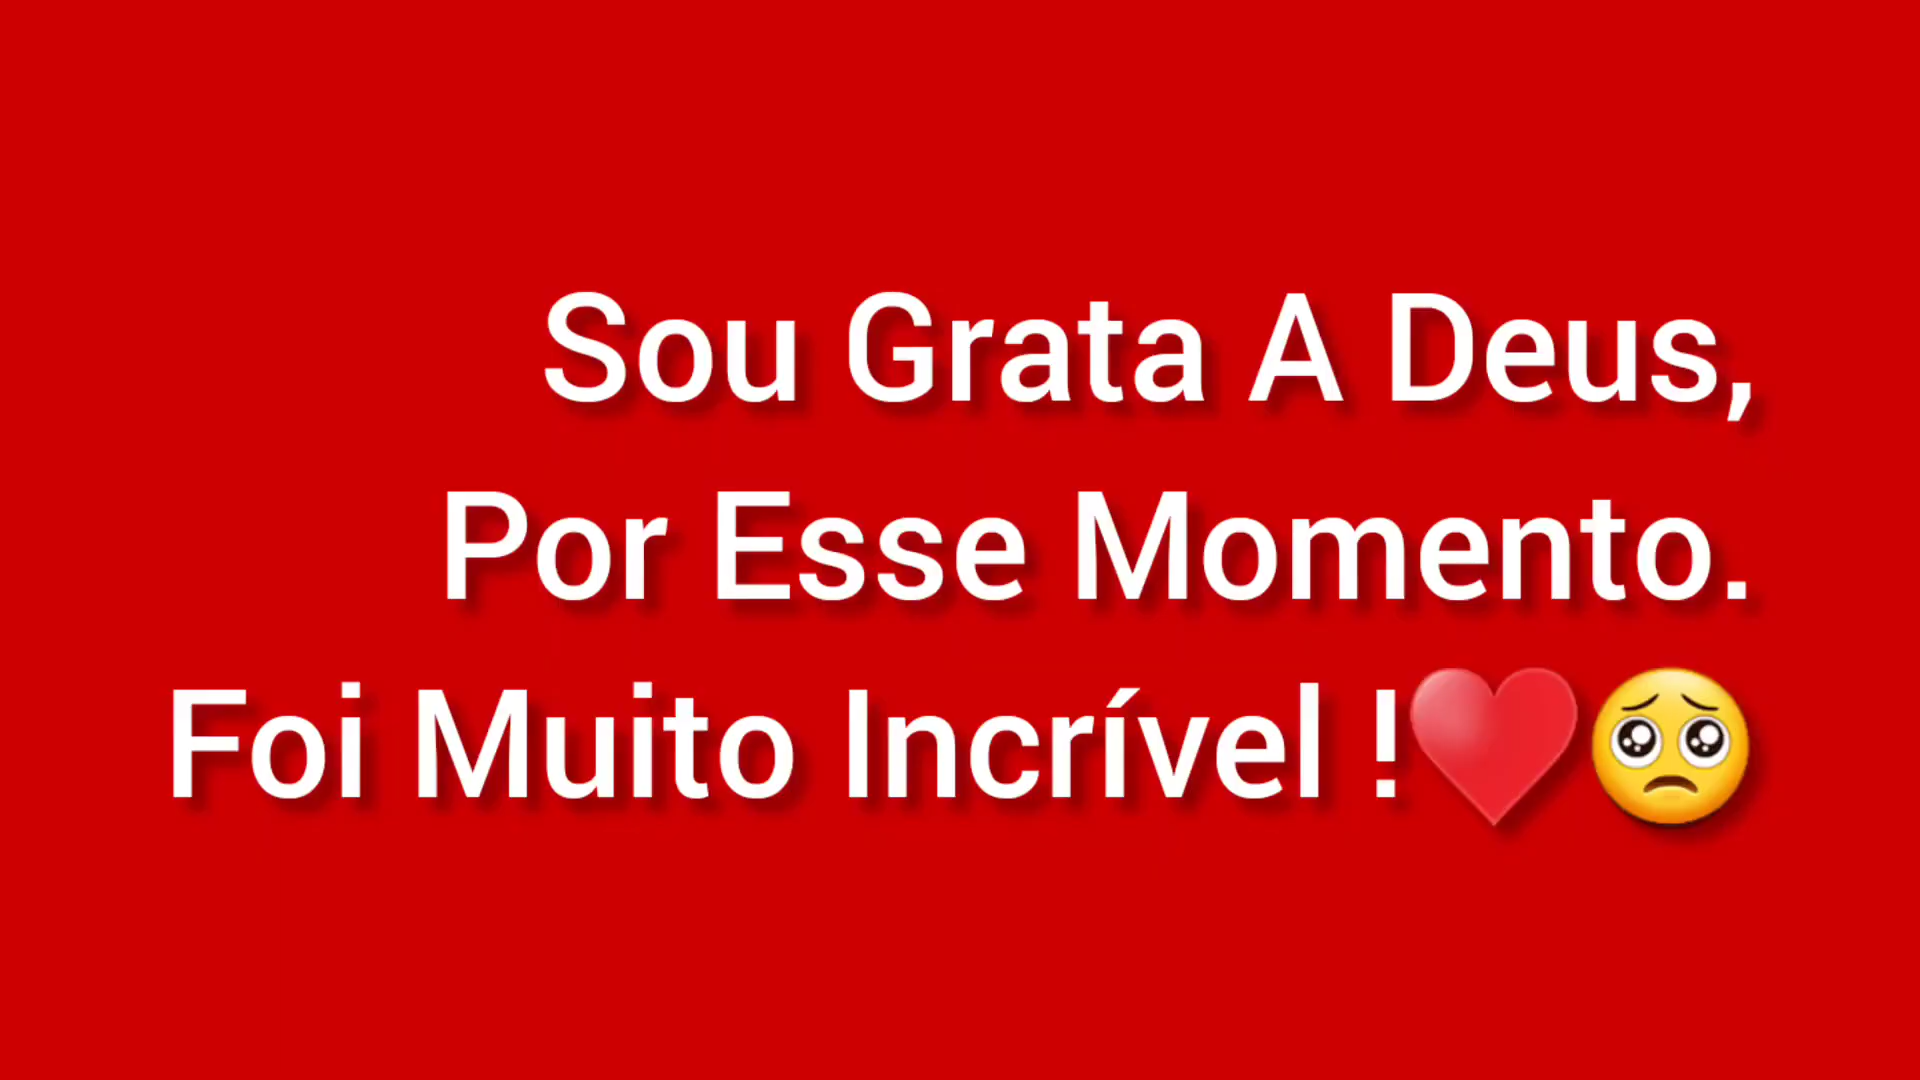 Sou Grata A Deus,
Por Esse Momento.
Foi Muito Incrível !♥️🥺